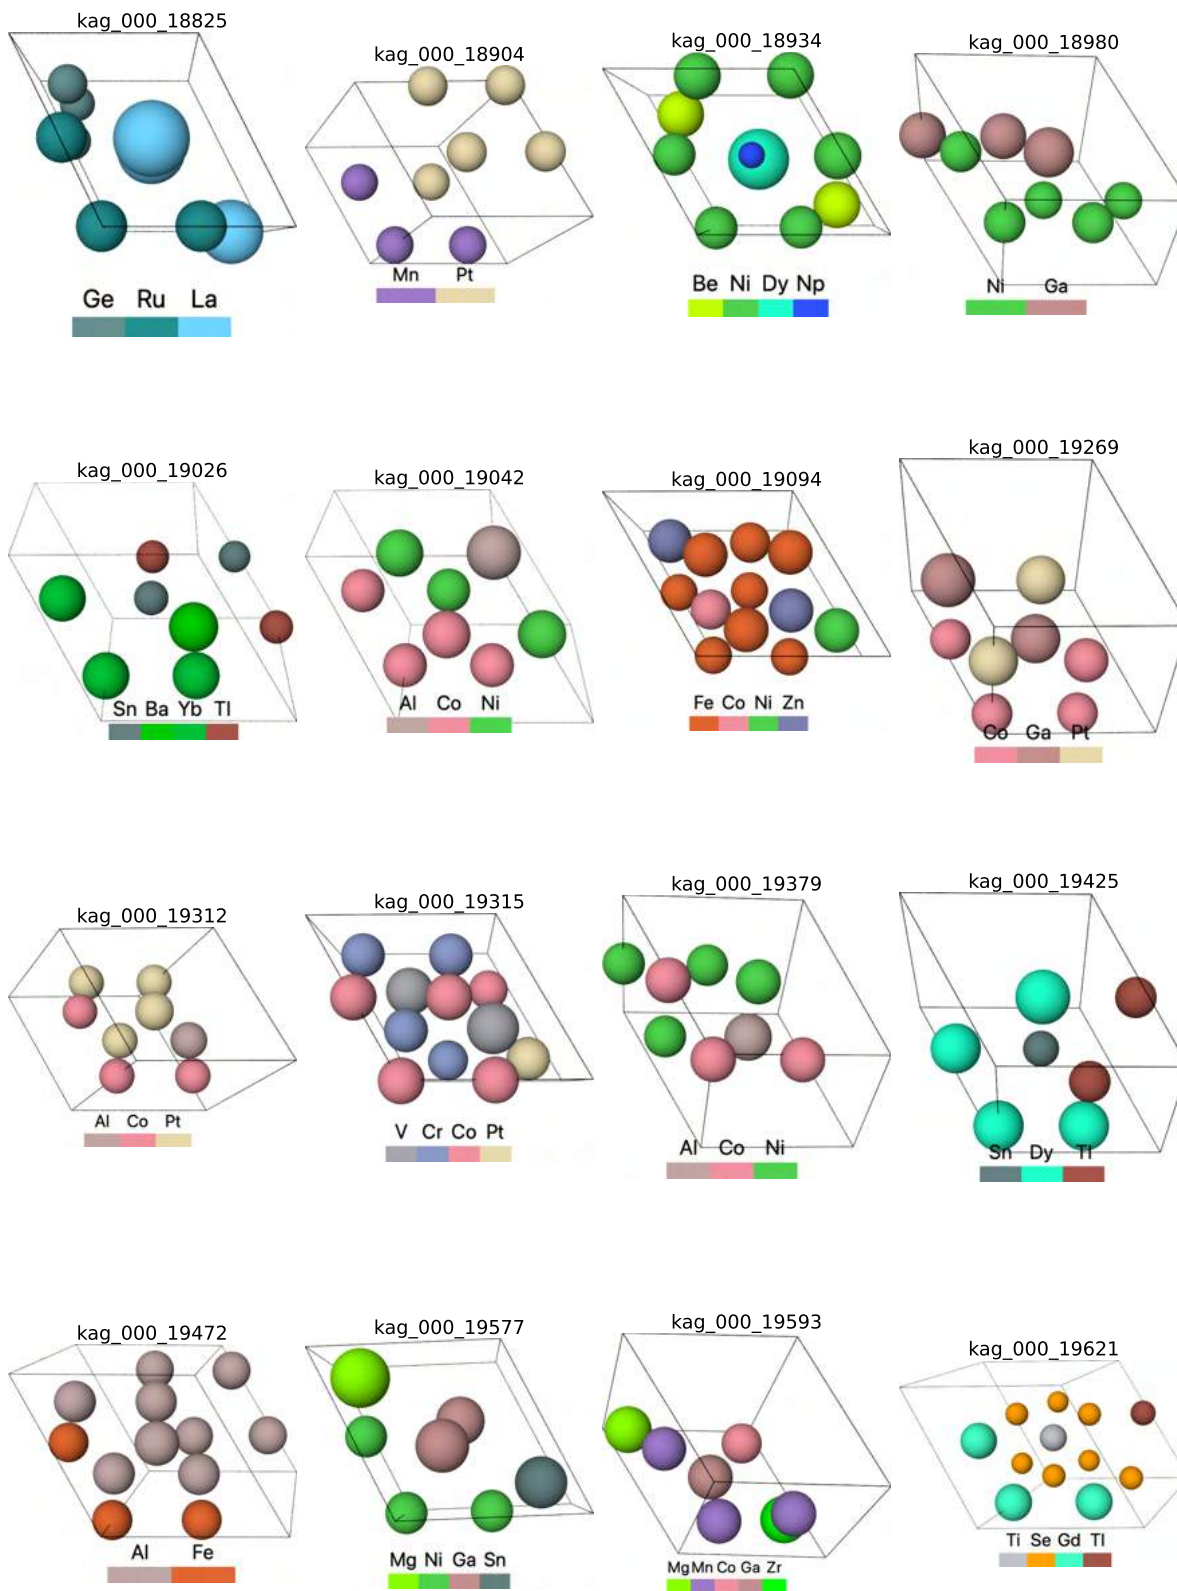 kag_000_18825
Ge Ru La
kag_000_18904
Mn Pt
kag_000_18934
Be Ni Dy Np
kag_000_18980
Ni Ga
kag_000_19026
Sn Ba Yb Tl
kag_000_19042
Al Co Ni
kag_000_19094
Fe Co Ni Zn
kag_000_19269
Co Ga Pt
kag_000_19312
Al Co Pt
kag_000_19315
V Cr Co Pt
kag_000_19379
Al Co Ni
kag_000_19425
Sn Dy Tl
kag_000_19472
Al Fe
kag_000_19577
Mg Ni Ga Sn
kag_000_19593
Mg Mn Co Ga Zr
kag_000_19621
Ti Se Gd Tl